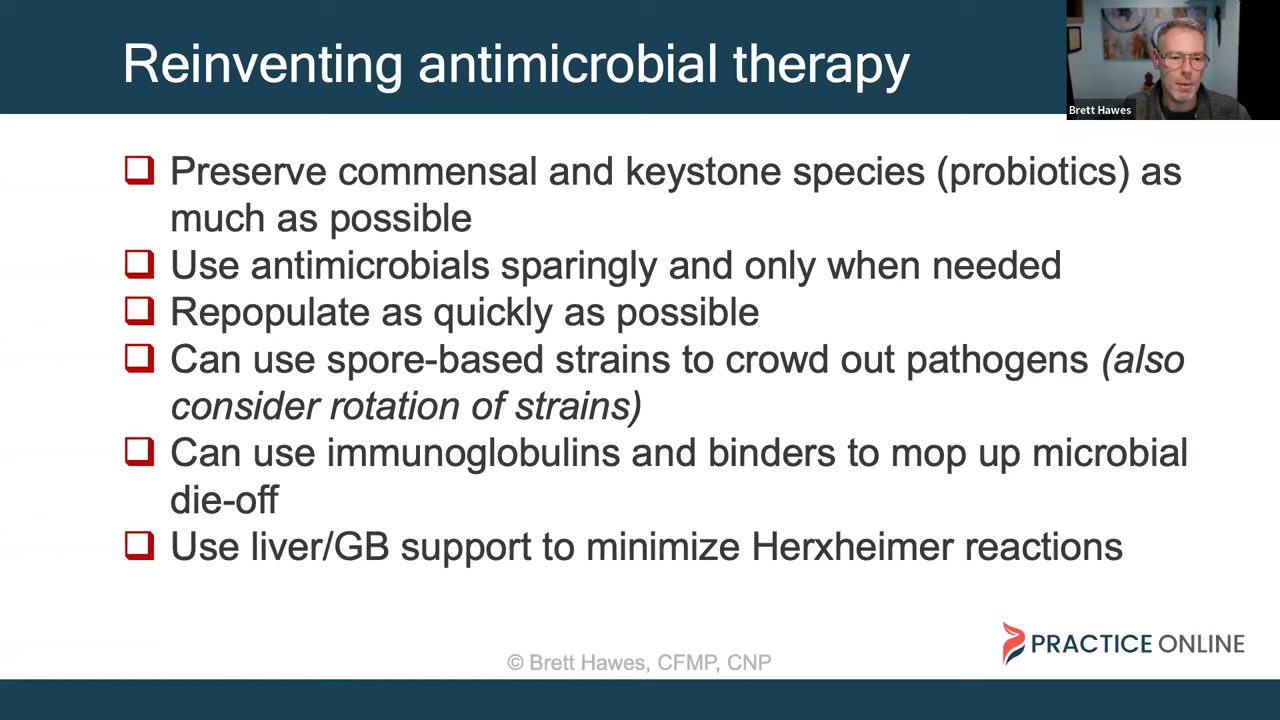 Reinventing antimicrobial therapy
Brett Hawes
Preserve commensal and keystone species (probiotics) as
much as possible
Use antimicrobials sparingly and only when needed
Repopulate as quickly as possible
Can use spore-based strains to crowd out pathogens (also
consider rotation of strains)
Can use immunoglobulins and binders to mop up microbial
die-off
Use liver/GB support to minimize Herxheimer reactions
PRACTICE ONLINE
© Brett Hawes, CFMP, CNP